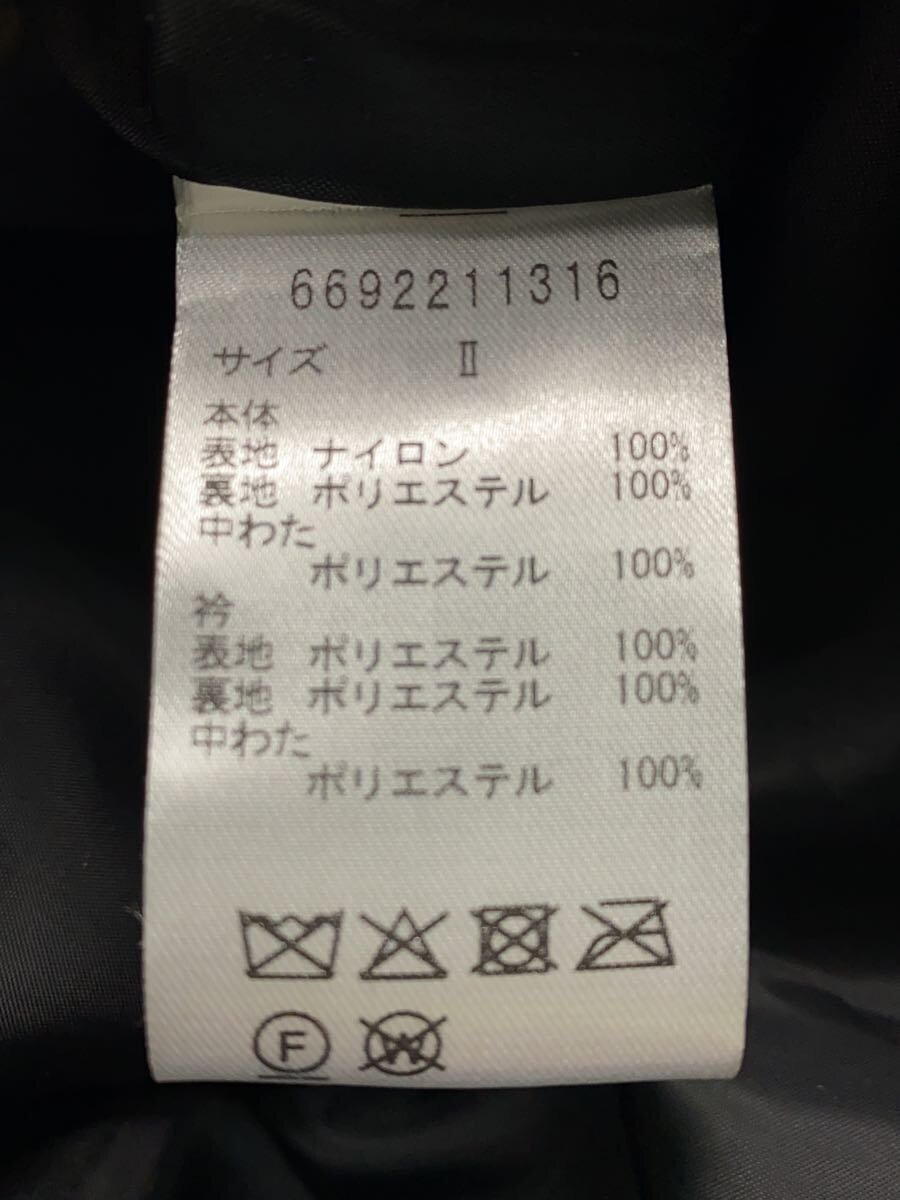 6692211316
サイズ Ⅱ
本体
表地 ナイロン 100%
裏地 ポリエステル 100%
中わた
ポリエステル 100%
衿
表地 ポリエステル 100%
裏地 ポリエステル 100%
中わた
ポリエステル 100%
F W